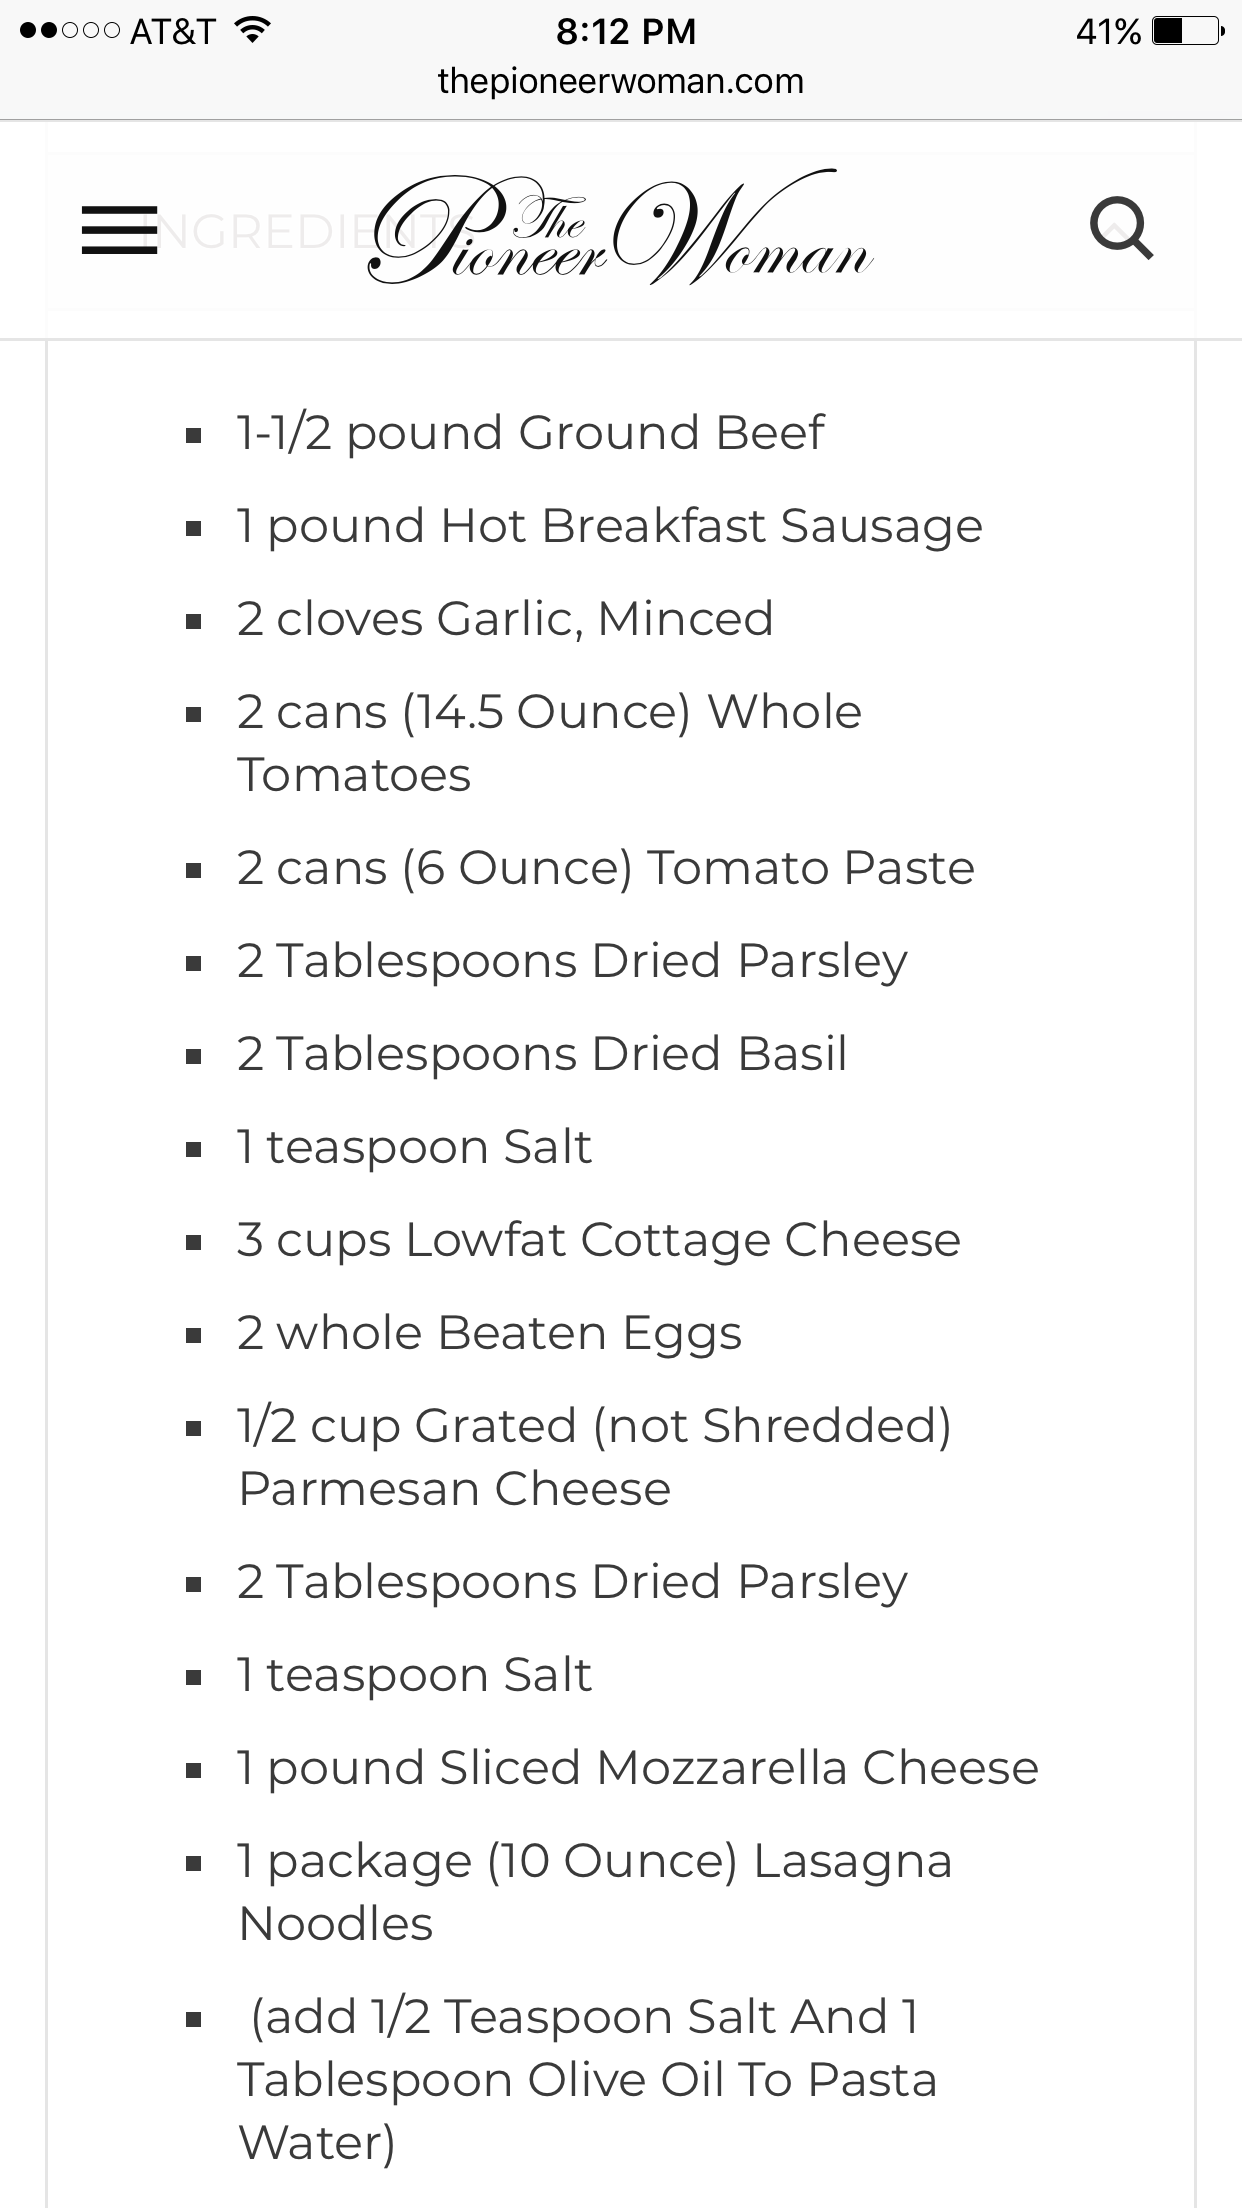 AT&T 8:12 PM 41%
thepioneerwoman.com
INGREDIENTS
The
Pioneer Woman
1-1/2 pound Ground Beef
1 pound Hot Breakfast Sausage
2 cloves Garlic, Minced
2 cans (14.5 Ounce) Whole
Tomatoes
2 cans (6 Ounce) Tomato Paste
2 Tablespoons Dried Parsley
2 Tablespoons Dried Basil
1 teaspoon Salt
3 cups Lowfat Cottage Cheese
2 whole Beaten Eggs
1/2 cup Grated (not Shredded)
Parmesan Cheese
2 Tablespoons Dried Parsley
1 teaspoon Salt
1 pound Sliced Mozzarella Cheese
1 package (10 Ounce) Lasagna
Noodles
(add 1/2 Teaspoon Salt And 1
Tablespoon Olive Oil To Pasta
Water)